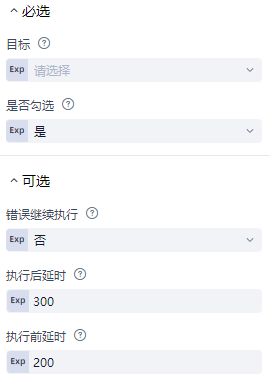 必选
目标 ?
Exp 请选择
是否勾选 ?
Exp 是
可选
错误继续执行 ?
Exp 否
执行后延时 ?
Exp 300
执行前延时 ?
Exp 200